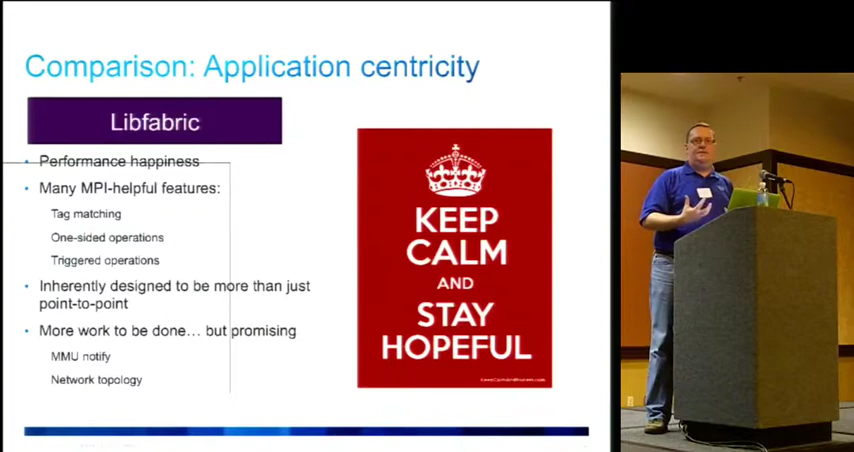 Comparison: Application centricity
Libfabric
Performance happiness
Many MPI-helpful features:
Tag matching
One-sided operations
Triggered operations
Inherently designed to be more than just
point-to-point
More work to be done… but promising
MMU notify
Network topology
KEEP
CALM
AND
STAY
HOPEFUL